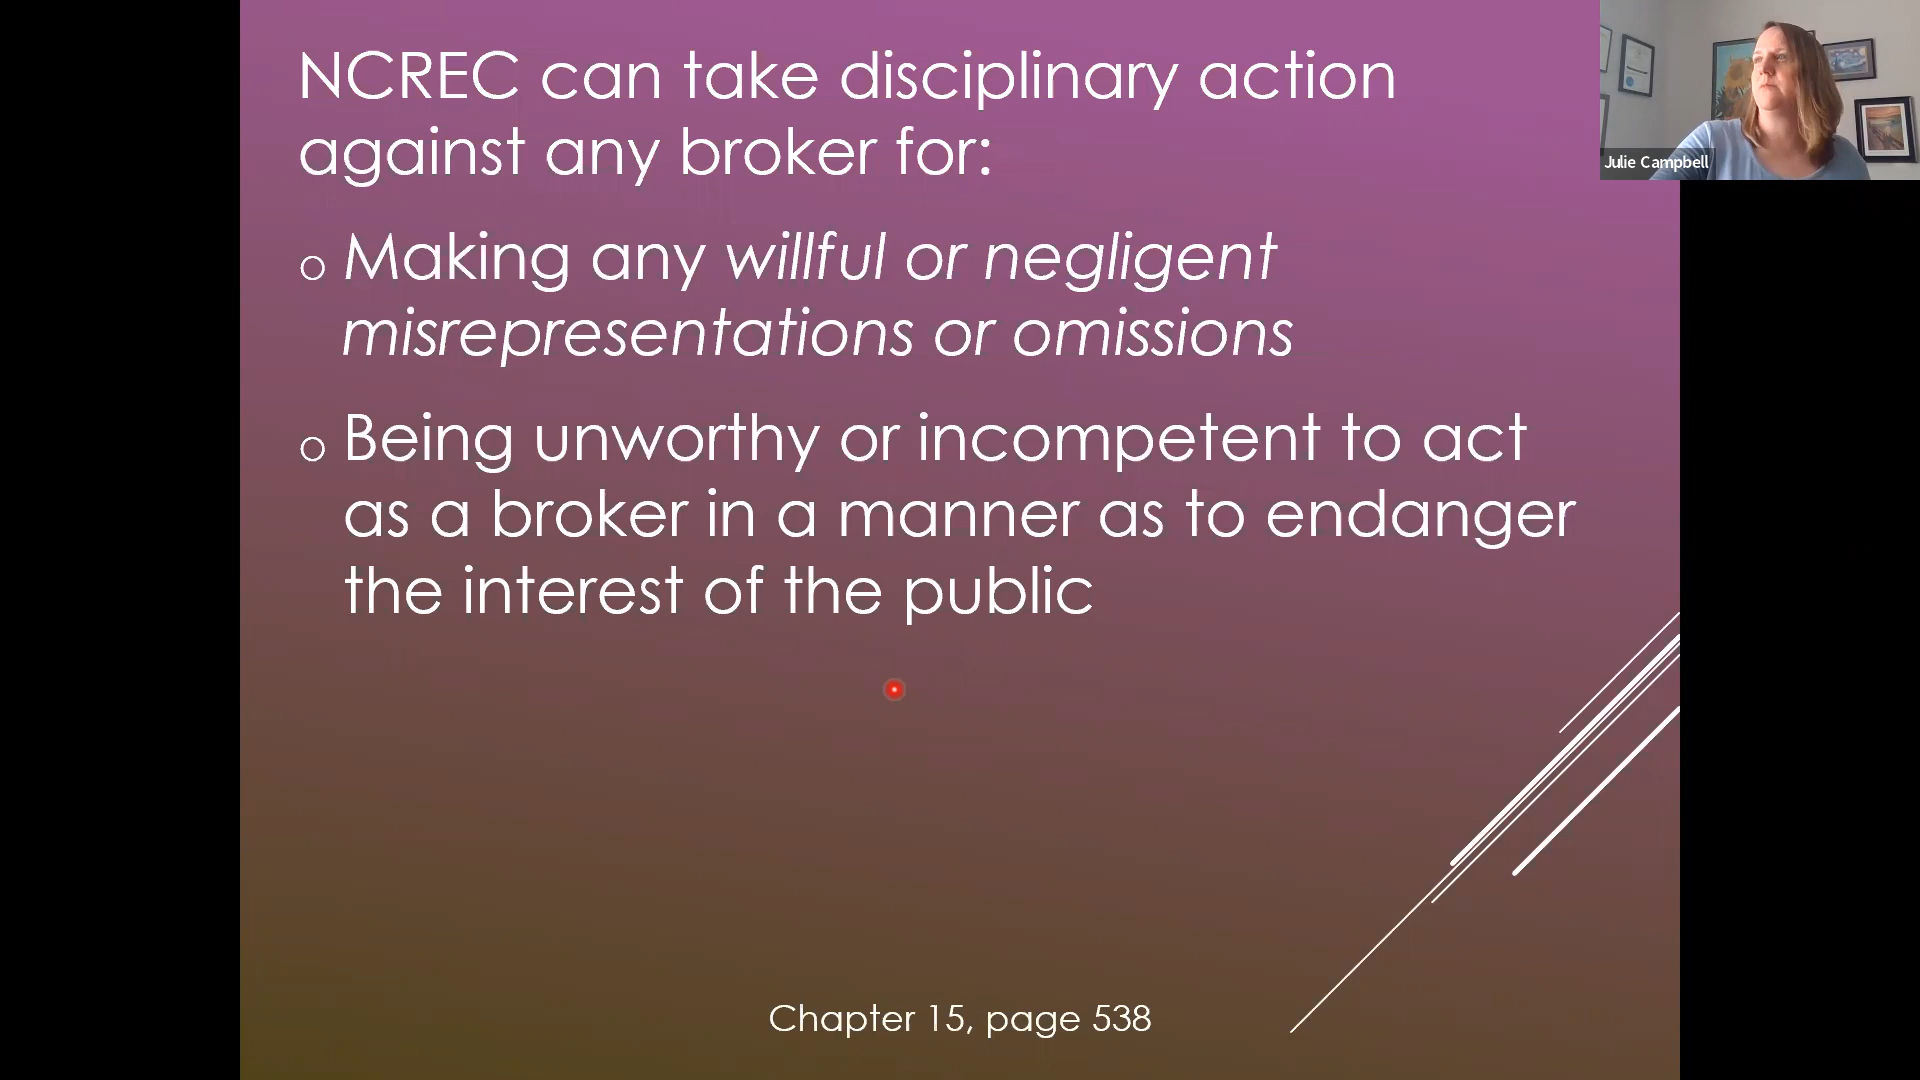 NCREC can take disciplinary action
against any broker for:
o Making any willful or negligent
misrepresentations or omissions
o Being unworthy or incompetent to act
as a broker in a manner as to endanger
the interest of the public
Chapter 15, page 538
Julie Campbell